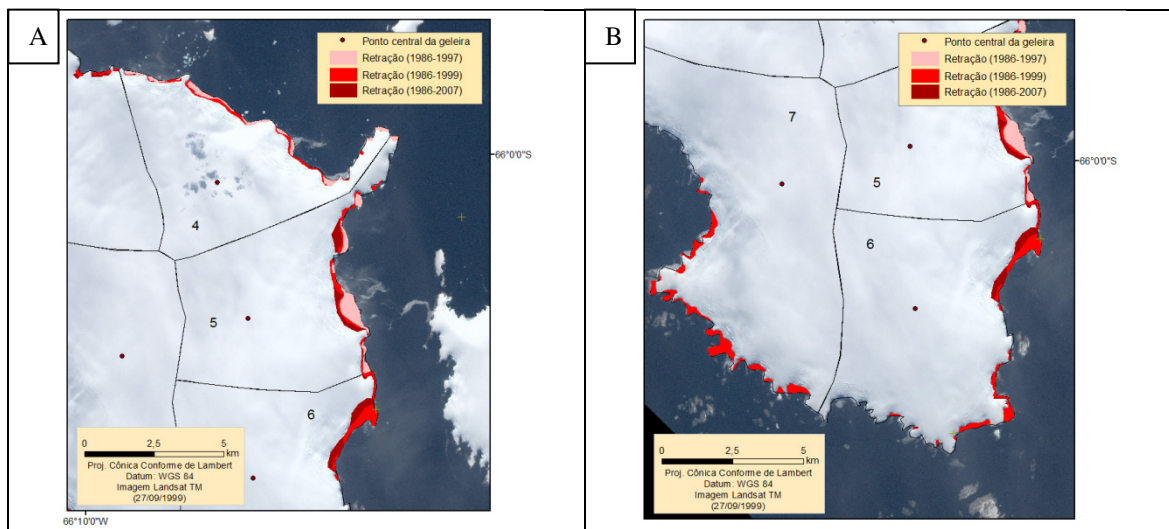 A
Ponto central da geleira
Retração (1986-1997)
Retração (1986-1999)
Retração (1986-2007)
66°0'0"S
4
5
6
0 2,5 5
km
Proj. Cônica Conforme de Lambert
Datum: WGS 84
Imagem Landsat TM
(27/09/1999)
66°10'0"W
B
Ponto central da geleira
Retração (1986-1997)
Retração (1986-1999)
Retração (1986-2007)
7
66°0'0"S
5
6
0 2,5 5
km
Proj. Cônica Conforme de Lambert
Datum: WGS 84
Imagem Landsat TM
(27/09/1999)